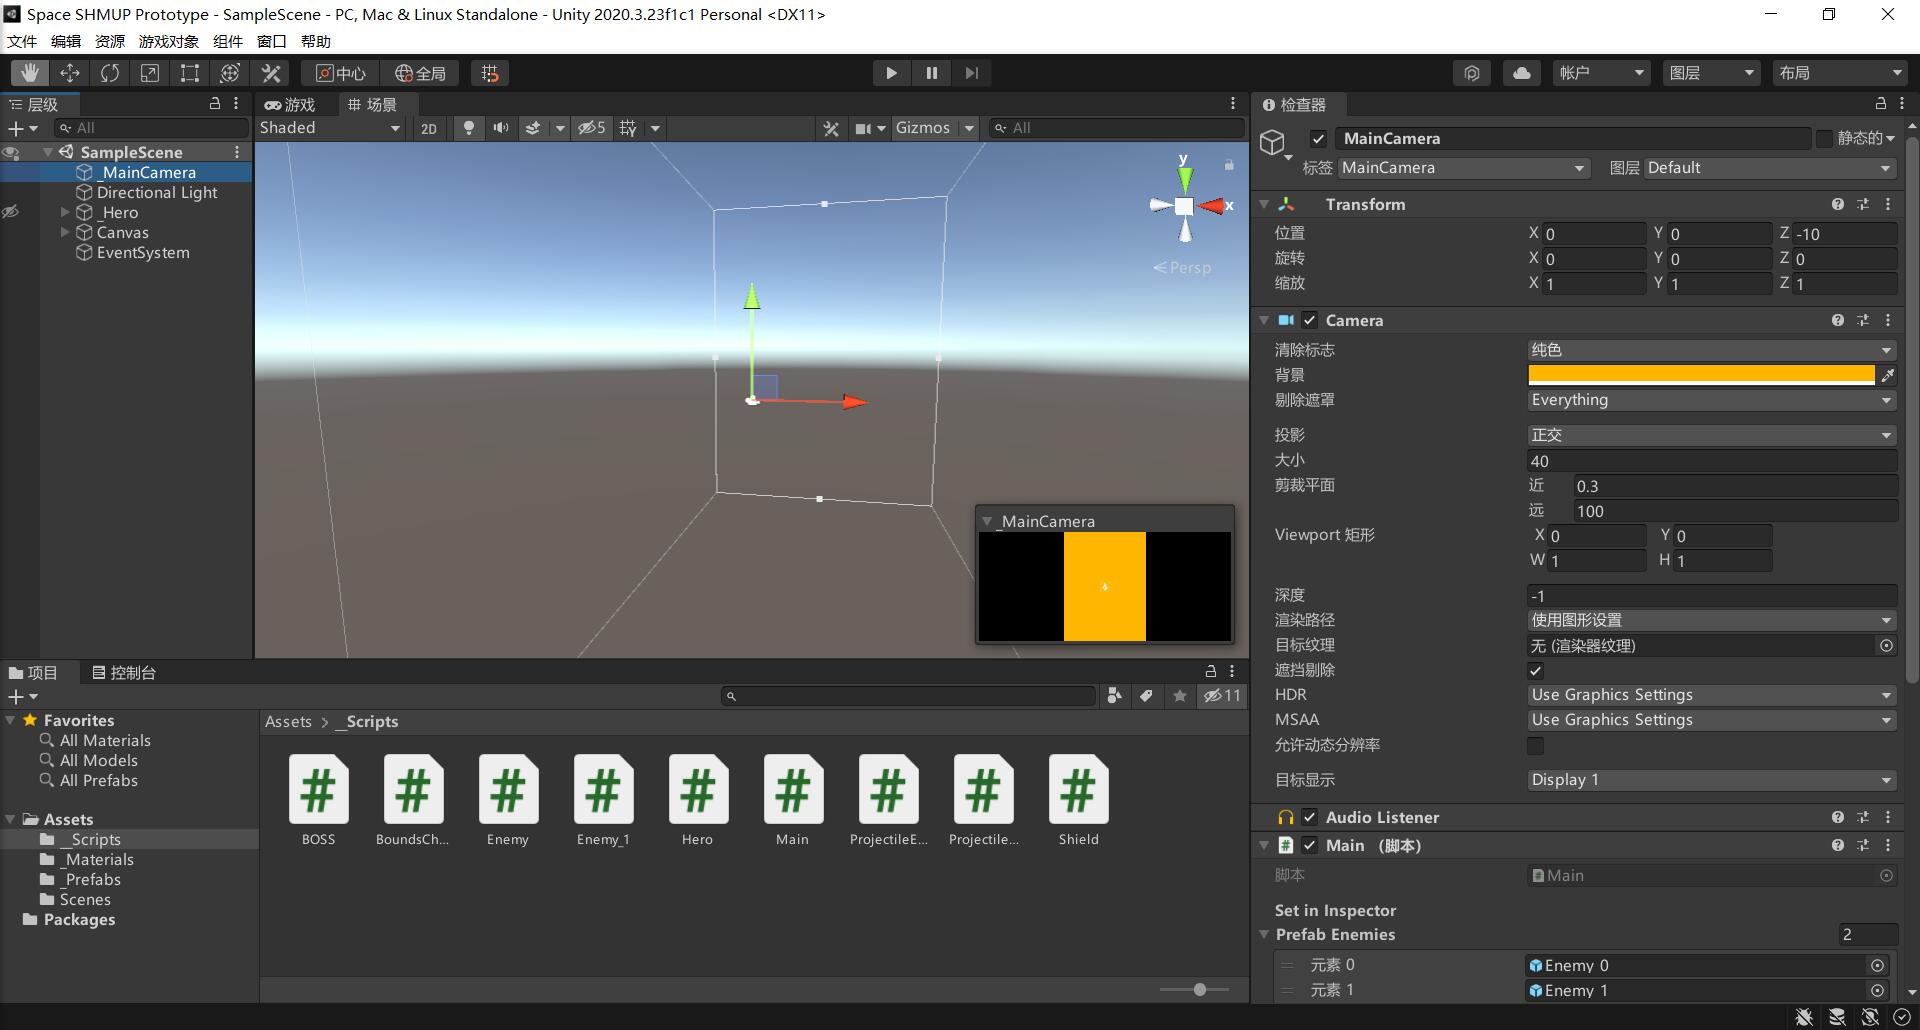 Space SHMUP Prototype - SampleScene - PC, Mac & Linux Standalone - Unity 2020.3.23f1c1 Personal <DX11>
文件 编辑 资源 游戏对象 组件 窗口 帮助
中心 全局 帐户 图层 布局
层级
All
SampleScene
_MainCamera
Directional Light
_Hero
Canvas
EventSystem
游戏 场景
Shaded 2D 5 Gizmos All
y
x
Persp
_MainCamera
项目 控制台
11
Favorites
All Materials
All Models
All Prefabs
Assets
__Scripts
_Materials
_Prefabs
Scenes
Packages
Assets > __Scripts
BOSS BoundsCh... Enemy Enemy_1 Hero Main ProjectileE... Projectile... Shield
检查器
MainCamera 静态的
标签 MainCamera 图层 Default
Transform
位置 X 0 Y 0 Z -10
旋转 X 0 Y 0 Z 0
缩放 X 1 Y 1 Z 1
Camera
清除标志 纯色
背景
剔除遮罩 Everything
投影 正交
大小 40
剪裁平面 近 0.3
远 100
Viewport 矩形 X 0 Y 0
W 1 H 1
深度 -1
渲染路径 使用图形设置
目标纹理 无 (渲染器纹理)
遮挡剔除
HDR Use Graphics Settings
MSAA Use Graphics Settings
允许动态分辨率
目标显示 Display 1
Audio Listener
Main （脚本）
脚本 Main
Set in Inspector
Prefab Enemies 2
元素 0 Enemy 0
元素 1 Enemy 1